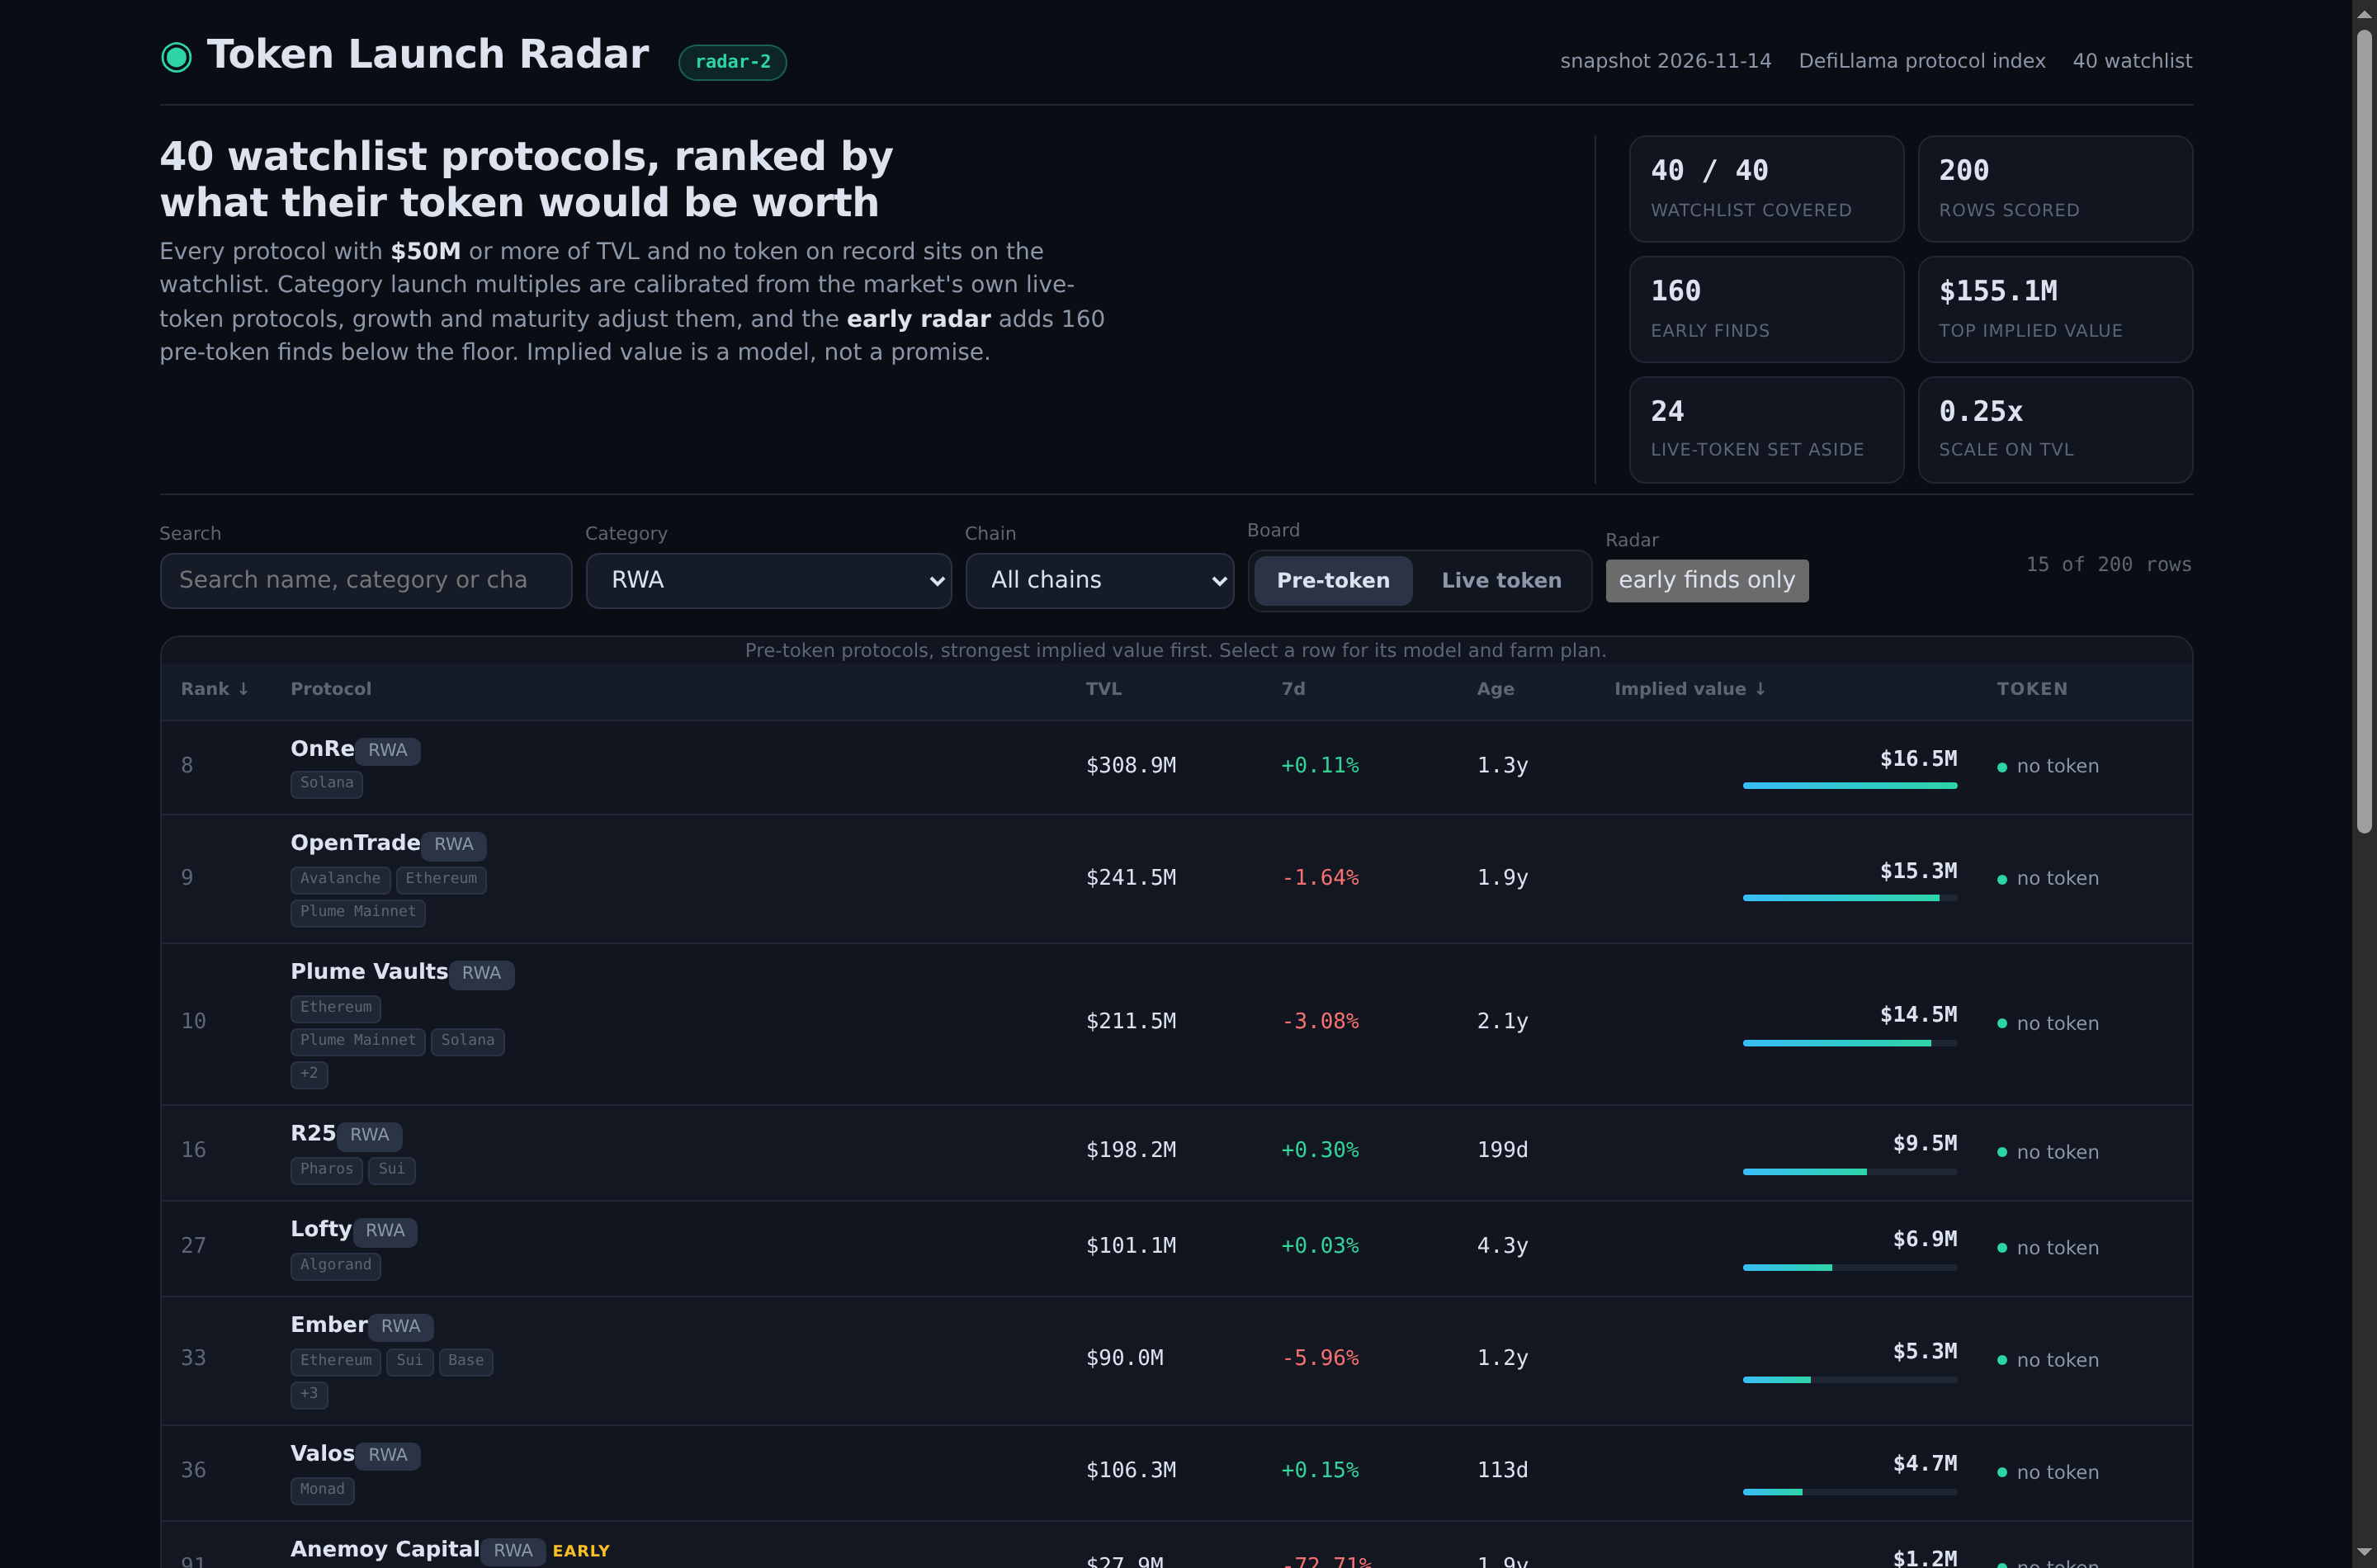 Token Launch Radar radar-2 snapshot 2026-11-14 DefiLlama protocol index 40 watchlist
40 watchlist protocols, ranked by
what their token would be worth
Every protocol with $50M or more of TVL and no token on record sits on the
watchlist. Category launch multiples are calibrated from the market's own live-
token protocols, growth and maturity adjust them, and the early radar adds 160
pre-token finds below the floor. Implied value is a model, not a promise.
40 / 40
WATCHLIST COVERED
200
ROWS SCORED
160
EARLY FINDS
$155.1M
TOP IMPLIED VALUE
24
LIVE-TOKEN SET ASIDE
0.25x
SCALE ON TVL
Search
Search name, category or cha
Category
RWA
Chain
All chains
Board
Pre-token Live token
Radar
early finds only
15 of 200 rows
Pre-token protocols, strongest implied value first. Select a row for its model and farm plan.
Rank ↓ Protocol TVL 7d Age Implied value ↓ TOKEN
8 OnRe RWA $308.9M +0.11% 1.3y $16.5M no token
Solana
9 OpenTrade RWA $241.5M -1.64% 1.9y $15.3M no token
Avalanche Ethereum
Plume Mainnet
10 Plume Vaults RWA $211.5M -3.08% 2.1y $14.5M no token
Ethereum
Plume Mainnet Solana
+2
16 R25 RWA $198.2M +0.30% 199d $9.5M no token
Pharos Sui
27 Lofty RWA $101.1M +0.03% 4.3y $6.9M no token
Algorand
33 Ember RWA $90.0M -5.96% 1.2y $5.3M no token
Ethereum Sui Base
+3
36 Valos RWA $106.3M +0.15% 113d $4.7M no token
Monad
91 Anemoy Capital RWA EARLY $27.9M -72.71% 1.9y $1.2M no token